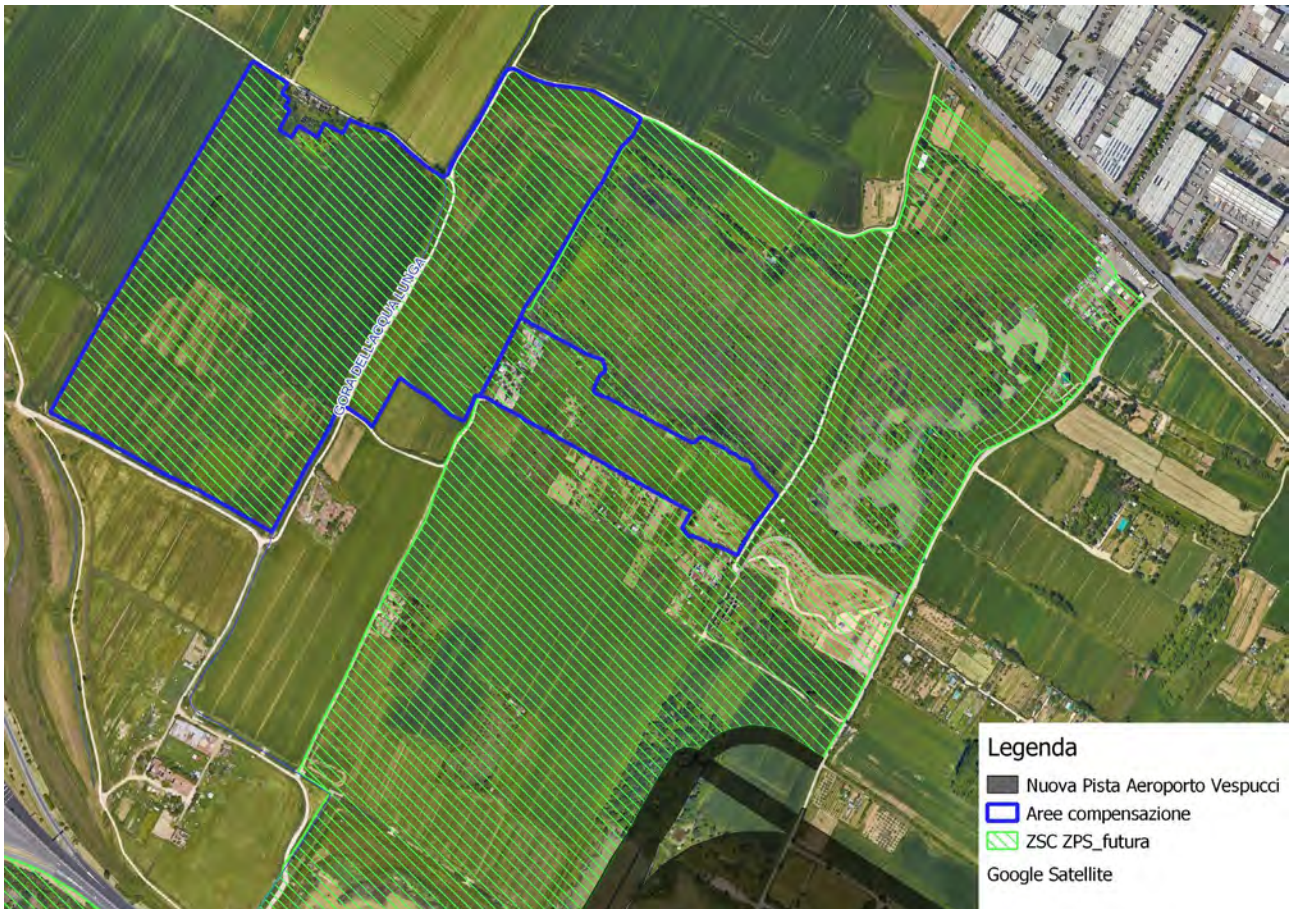 GORA DELL'ACQUA LUNGA
Legenda
Nuova Pista Aeroporto Vespucci
Aree compensazione
ZSC ZPS_futura
Google Satellite